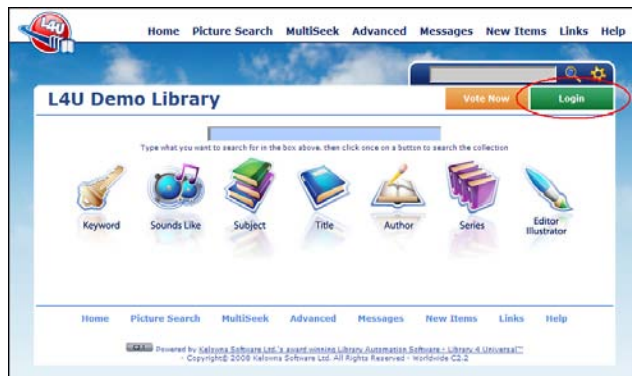 L4U
Home Picture Search MultiSeek Advanced Messages New Items Links Help
L4U Demo Library
Vote Now Login
Type what you want to search for in the box above, then click once on a button to search the collection
Keyword Sounds Like Subject Title Author Series Editor
Illustrator
Home Picture Search MultiSeek Advanced Messages New Items Links Help
C2.1 Powered by Kelowna Software Ltd.'s award winning Library Automation Software - Library 4 Universal™
- Copyright© 2008 Kelowna Software Ltd. All Rights Reserved - Worldwide C2.2